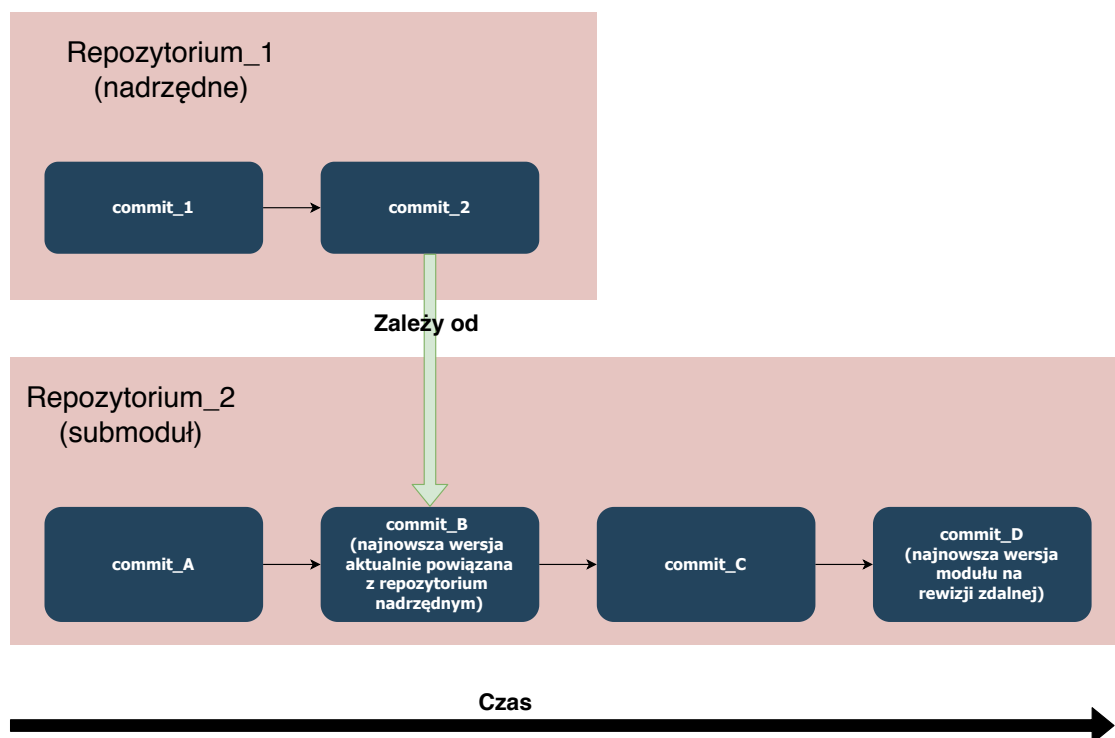 Repozytorium_1
(nadrzędne)
commit_1
commit_2
Zależy od
Repozytorium_2
(submoduł)
commit_A
commit_B
(najnowsza wersja
aktualnie powiązana
z repozytorium
nadrzędnym)
commit_C
commit_D
(najnowsza wersja
modułu na
rewizji zdalnej)
Czas